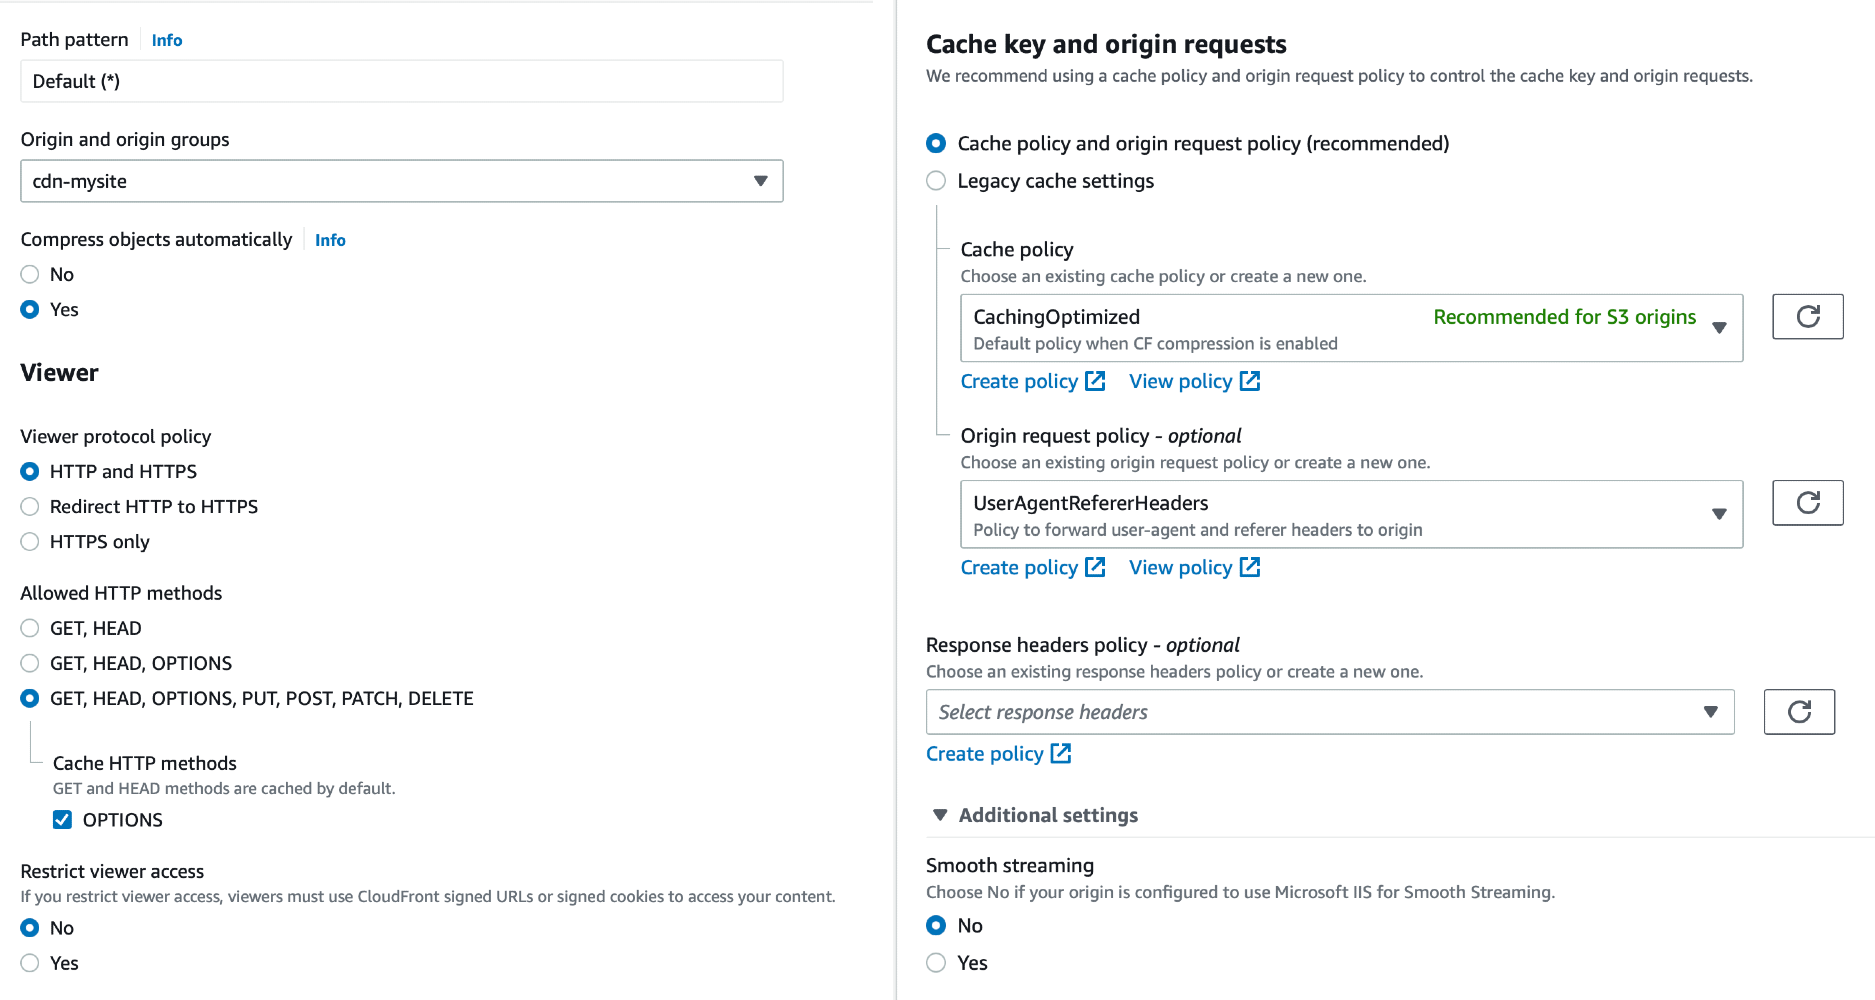 Path pattern Info
Default (*)
Origin and origin groups
cdn-mysite
Compress objects automatically Info
No
Yes
Viewer
Viewer protocol policy
HTTP and HTTPS
Redirect HTTP to HTTPS
HTTPS only
Allowed HTTP methods
GET, HEAD
GET, HEAD, OPTIONS
GET, HEAD, OPTIONS, PUT, POST, PATCH, DELETE
Cache HTTP methods
GET and HEAD methods are cached by default.
OPTIONS
Restrict viewer access
If you restrict viewer access, viewers must use CloudFront signed URLs or signed cookies to access your content.
No
Yes
Cache key and origin requests
We recommend using a cache policy and origin request policy to control the cache key and origin requests.
Cache policy and origin request policy (recommended)
Legacy cache settings
Cache policy
Choose an existing cache policy or create a new one.
CachingOptimized Recommended for S3 origins
Default policy when CF compression is enabled
Create policy View policy
Origin request policy - optional
Choose an existing origin request policy or create a new one.
UserAgentRefererHeaders
Policy to forward user-agent and referer headers to origin
Create policy View policy
Response headers policy - optional
Choose an existing response headers policy or create a new one.
Select response headers
Create policy
Additional settings
Smooth streaming
Choose No if your origin is configured to use Microsoft IIS for Smooth Streaming.
No
Yes